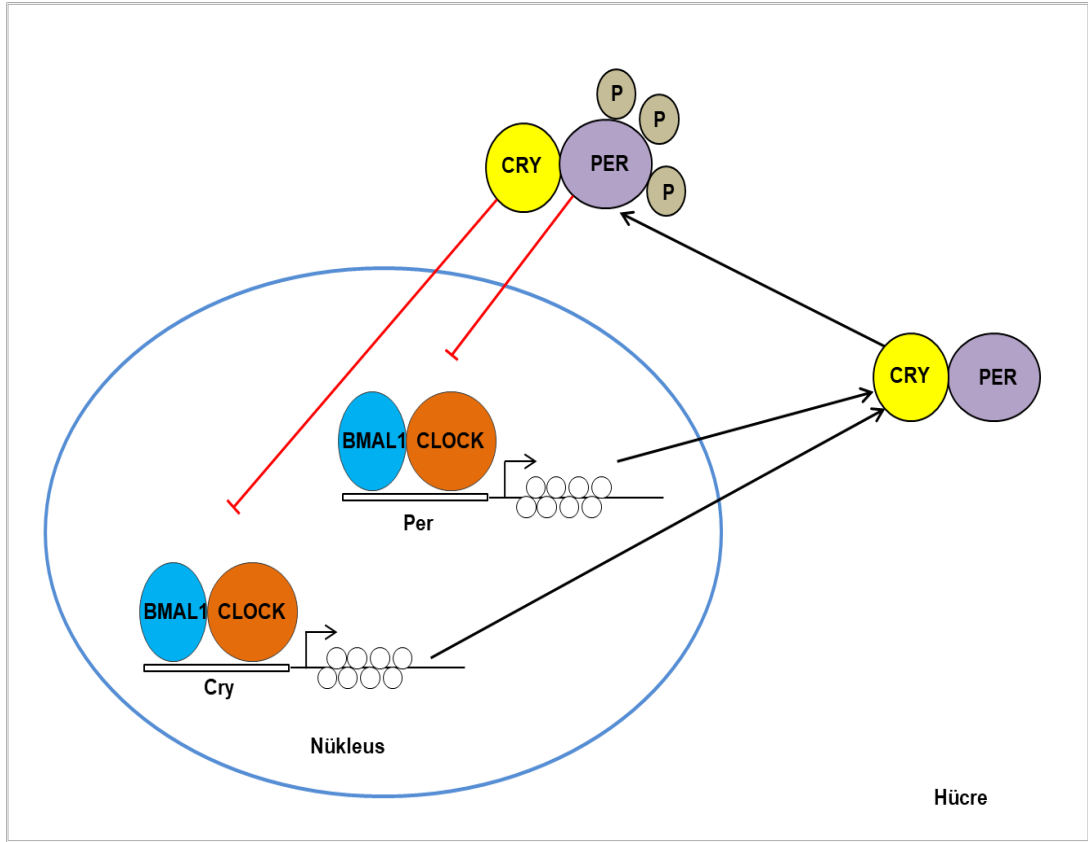 P
P
CRY
PER
P
CRY
PER
BMAL1
CLOCK
Per
BMAL1
CLOCK
Cry
Nükleus
Hücre